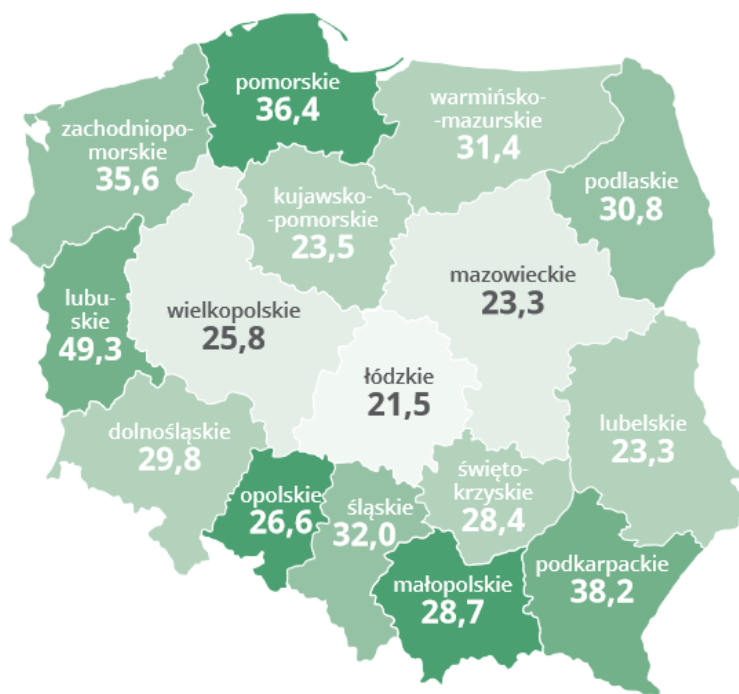 pomorskie
36,4
warmińsko-
-mazurskie
31,4
zachodniopo-
morskie
35,6
podlaskie
30,8
kujawsko-
-pomorskie
23,5
mazowieckie
23,3
lubu-
skie
49,3
wielkopolskie
25,8
łódzkie
21,5
lubelskie
23,3
dolnośląskie
29,8
opolskie
26,6
śląskie
32,0
święto-
krzyskie
28,4
małopolskie
28,7
podkarpackie
38,2